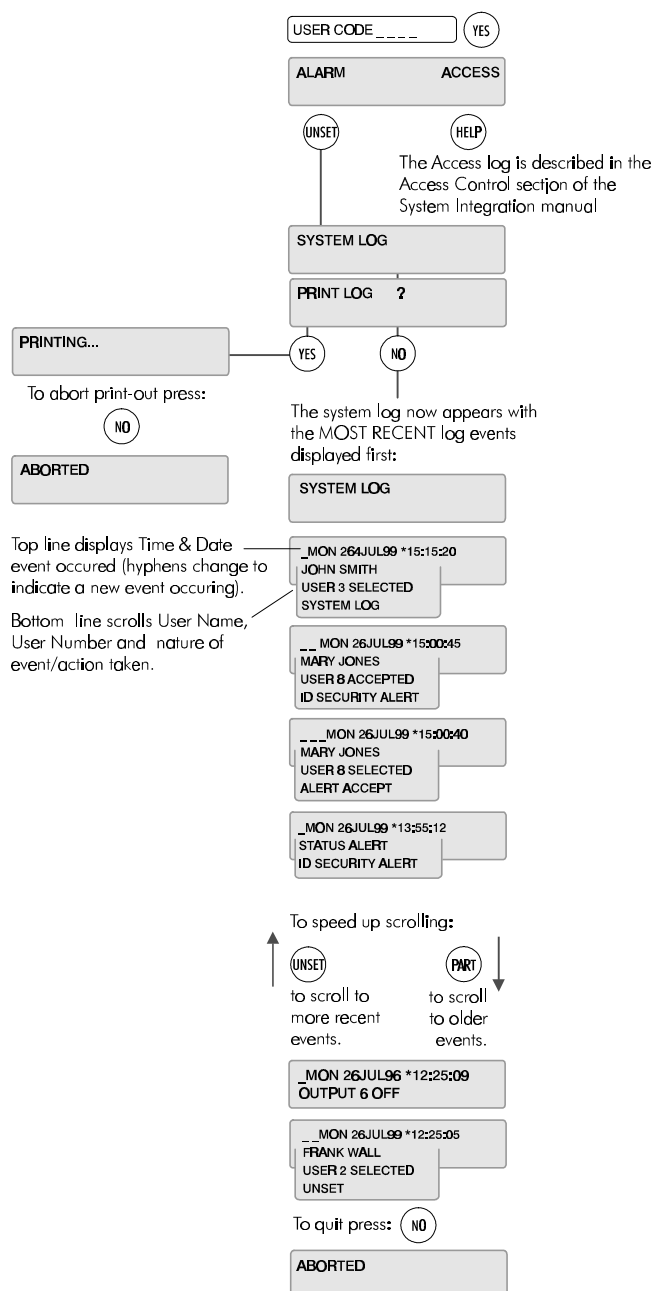 USER CODE _ _ _ _ YES
ALARM ACCESS
UNSET HELP
The Access log is described in the
Access Control section of the
System Integration manual
SYSTEM LOG
PRINT LOG ?
PRINTING... YES NO
To abort print-out press:
NO
ABORTED
The system log now appears with
the MOST RECENT log events
displayed first:
SYSTEM LOG
Top line displays Time & Date
event occured (hyphens change to
indicate a new event occuring).
Bottom line scrolls User Name,
User Number and nature of
event/action taken.
_MON 264JUL99 *15:15:20
JOHN SMITH
USER 3 SELECTED
SYSTEM LOG
_ _ MON 26JUL99 *15:00:45
MARY JONES
USER 8 ACCEPTED
ID SECURITY ALERT
_ _ _MON 26JUL99 *15:00:40
MARY JONES
USER 8 SELECTED
ALERT ACCEPT
_MON 26JUL99 *13:55:12
STATUS ALERT
ID SECURITY ALERT
To speed up scrolling:
UNSET
to scroll to
more recent
events.
PART
to scroll
to older
events.
_MON 26JUL96 *12:25:09
OUTPUT 6 OFF
_ _MON 26JUL99 *12:25:05
FRANK WALL
USER 2 SELECTED
UNSET
To quit press: NO
ABORTED